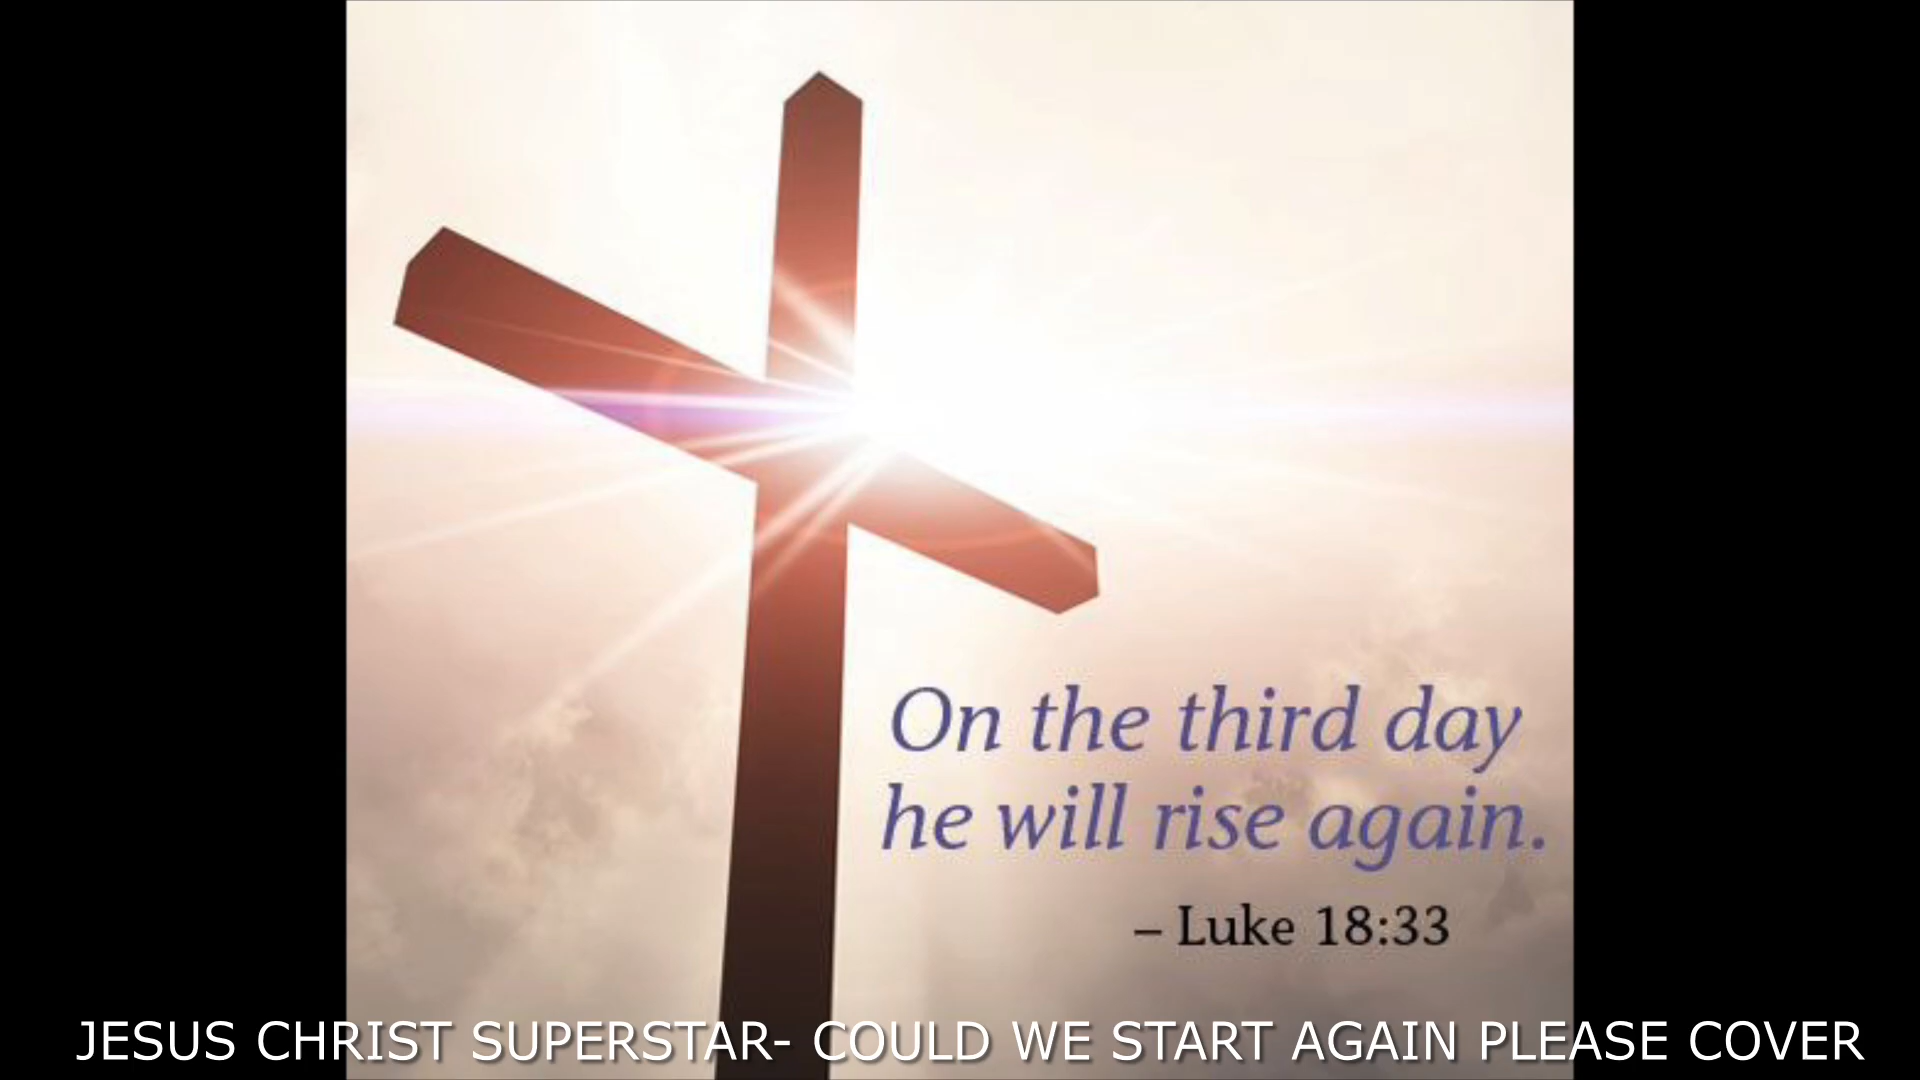 On the third day
he will rise again.
– Luke 18:33
JESUS CHRIST SUPERSTAR- COULD WE START AGAIN PLEASE COVER